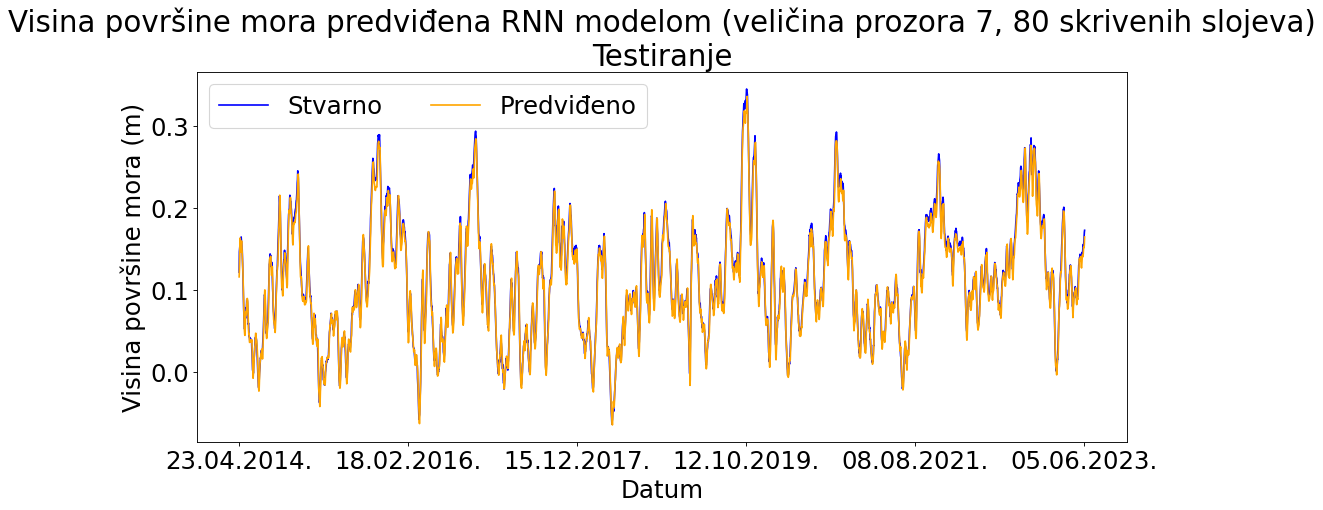 Visina površine mora predviđena RNN modelom (veličina prozora 7, 80 skrivenih slojeva)
Testiranje
Stvarno
Predviđeno
Visina površine mora (m)
0.3
0.2
0.1
0.0
23.04.2014.
18.02.2016.
15.12.2017.
12.10.2019.
08.08.2021.
05.06.2023.
Datum